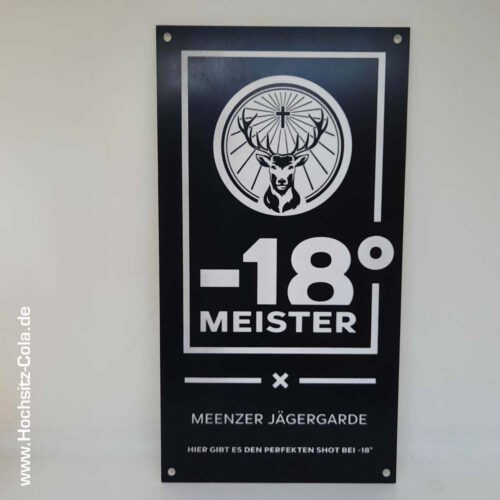 -18°
MEISTER
×
MEENZER JÄGERGARDE
HIER GIBT ES DEN PERFEKTEN SHOT BEI -18°
www.Hochsitz-Cola.de